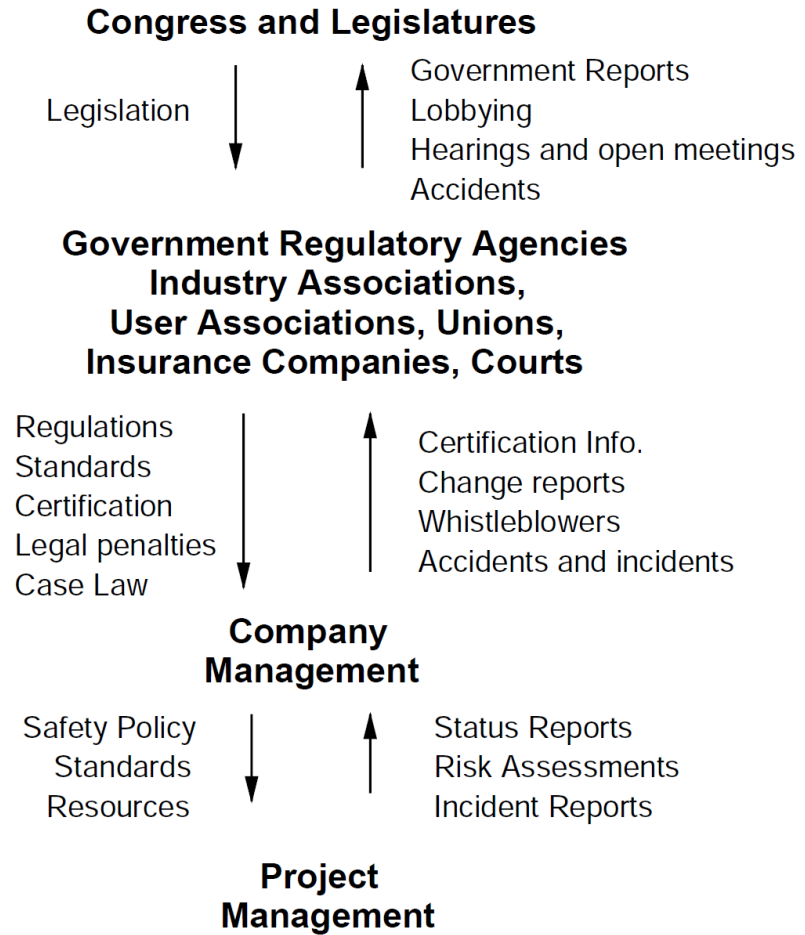 Congress and Legislatures
Legislation
Government Reports
Lobbying
Hearings and open meetings
Accidents
Government Regulatory Agencies
Industry Associations,
User Associations, Unions,
Insurance Companies, Courts
Regulations
Standards
Certification
Legal penalties
Case Law
Certification Info.
Change reports
Whistleblowers
Accidents and incidents
Company
Management
Safety Policy
Standards
Resources
Status Reports
Risk Assessments
Incident Reports
Project
Management